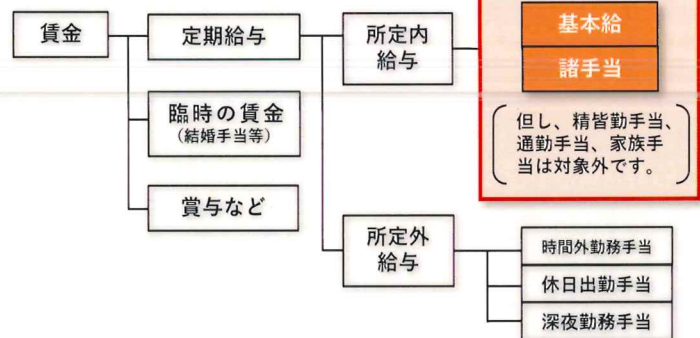 賃金
定期給与
所定内
給与
基本給
諸手当
但し、精皆勤手当、
通勤手当、家族手
当は対象外です。
臨時の賃金
(結婚手当等)
賞与など
所定外
給与
時間外勤務手当
休日出勤手当
深夜勤務手当